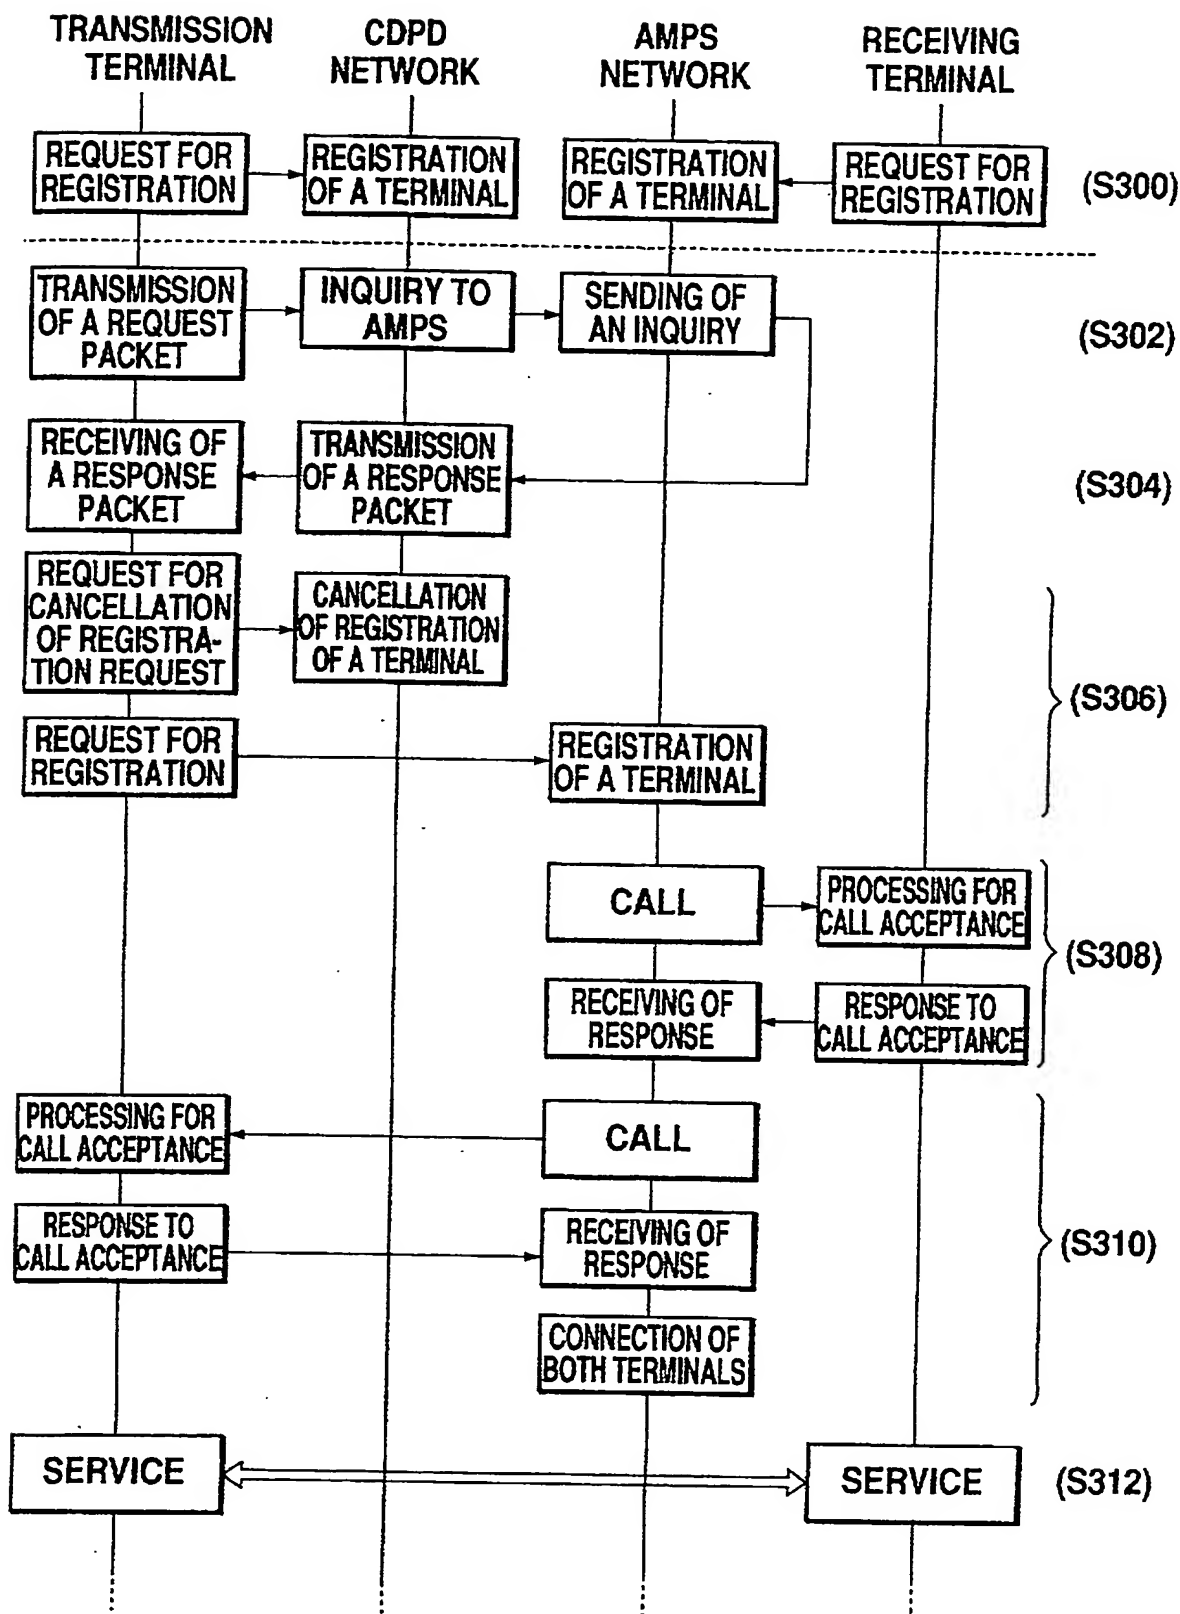 TRANSMISSION
TERMINAL
CDPD
NETWORK
AMPS
NETWORK
RECEIVING
TERMINAL
REQUEST FOR
REGISTRATION
REGISTRATION
OF A TERMINAL
REGISTRATION
OF A TERMINAL
REQUEST FOR
REGISTRATION
(S300)
TRANSMISSION
OF A REQUEST
PACKET
INQUIRY TO
AMPS
SENDING OF
AN INQUIRY
(S302)
RECEIVING OF
A RESPONSE
PACKET
TRANSMISSION
OF A RESPONSE
PACKET
(S304)
REQUEST FOR
CANCELLATION
OF REGISTRA-
TION REQUEST
CANCELLATION
OF REGISTRATION
OF A TERMINAL
REQUEST FOR
REGISTRATION
REGISTRATION
OF A TERMINAL
(S306)
CALL
PROCESSING FOR
CALL ACCEPTANCE
RECEIVING OF
RESPONSE
RESPONSE TO
CALL ACCEPTANCE
(S308)
PROCESSING FOR
CALL ACCEPTANCE
CALL
RESPONSE TO
CALL ACCEPTANCE
RECEIVING OF
RESPONSE
CONNECTION OF
BOTH TERMINALS
(S310)
SERVICE
SERVICE
(S312)